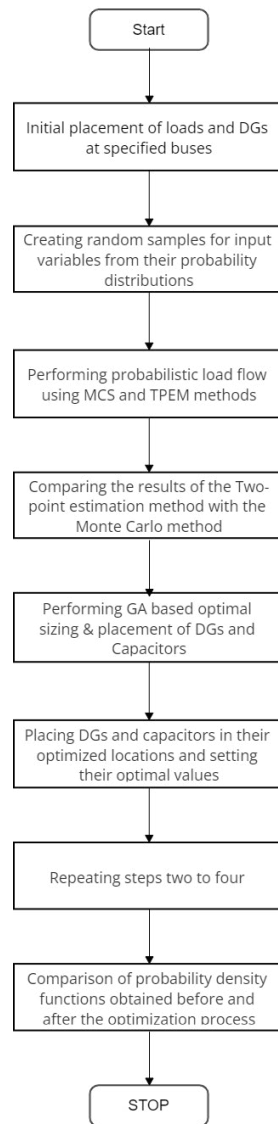 Start
Initial placement of loads and DGs
at specified buses
Creating random samples for input
variables from their probability
distributions
Performing probabilistic load flow
using MCS and TPEM methods
Comparing the results of the Two-
point estimation method with the
Monte Carlo method
Performing GA based optimal
sizing & placement of DGs and
Capacitors
Placing DGs and capacitors in their
optimized locations and setting
their optimal values
Repeating steps two to four
Comparison of probability density
functions obtained before and
after the optimization process
STOP